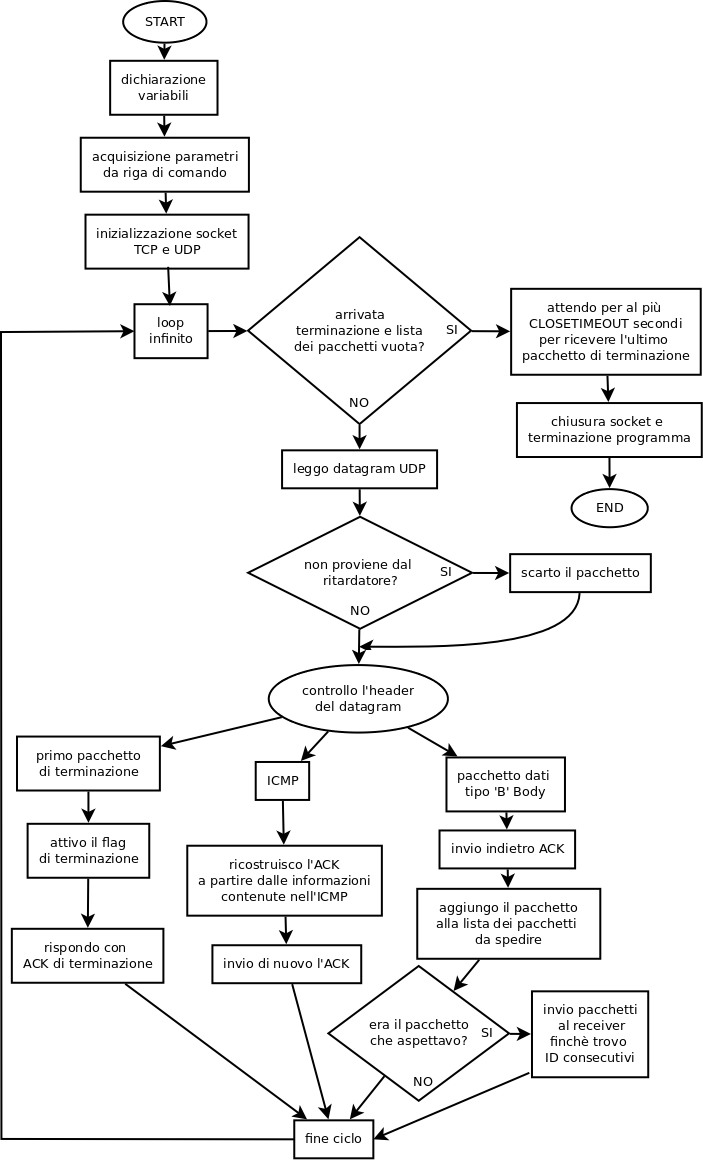 START
dichiarazione
variabili
acquisizione parametri
da riga di comando
inizializzazione socket
TCP e UDP
loop
infinito
arrivata
terminazione e lista
dei pacchetti vuota?
SI
NO
attendo per al più
CLOSETIMEOUT secondi
per ricevere l'ultimo
pacchetto di terminazione
chiusura socket e
terminazione programma
END
leggo datagram UDP
non proviene dal
ritardatore?
SI
NO
scarto il pacchetto
controllo l'header
del datagram
primo pacchetto
di terminazione
attivo il flag
di terminazione
rispondo con
ACK di terminazione
ICMP
ricostruisco l'ACK
a partire dalle informazioni
contenute nell'ICMP
invio di nuovo l'ACK
pacchetto dati
tipo 'B' Body
invio indietro ACK
aggiungo il pacchetto
alla lista dei pacchetti
da spedire
era il pacchetto
che aspettavo?
SI
NO
invio pacchetti
al receiver
finchè trovo
ID consecutivi
fine ciclo